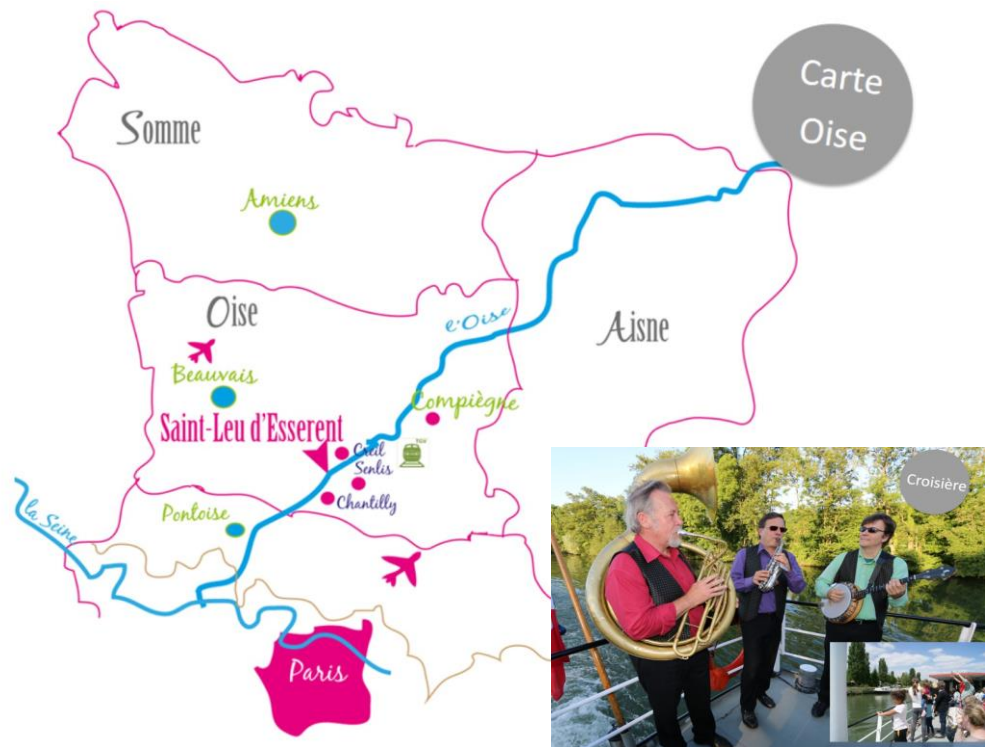 Carte
Oise
Somme
Amiens
Oise
l'Oise
Aisne
Beauvais
Compiègne
Saint-Leu d'Esserent
TGV
Creil
Senlis
Chantilly
Pontoise
la Seine
Paris
Croisière